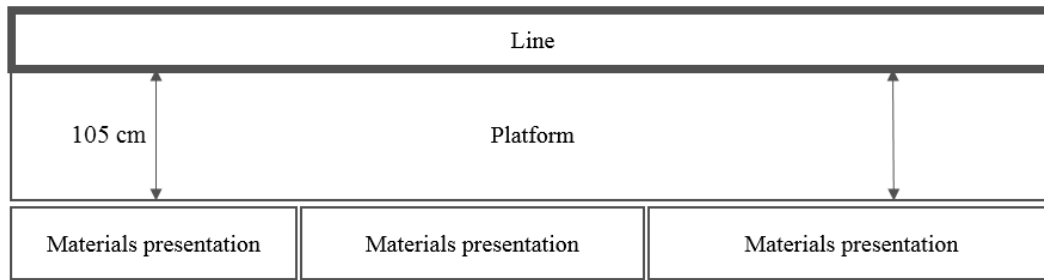 Line
105 cm
Platform
Materials presentation
Materials presentation
Materials presentation